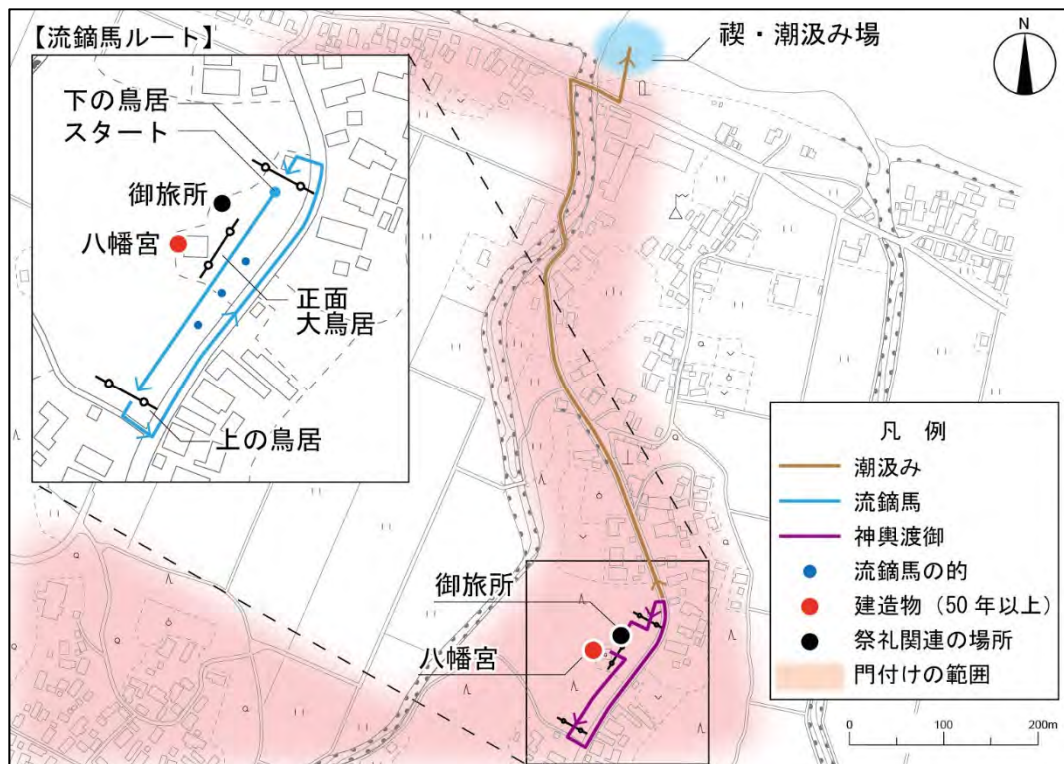 【流鏑馬ルート】
下の鳥居
スタート
御旅所
八幡宮
正面
大鳥居
上の鳥居
禊・潮汲み場
N
御旅所
八幡宮
凡 例
潮汲み
流鏑馬
神輿渡御
流鏑馬の的
建造物（50 年以上）
祭礼関連の場所
門付けの範囲
0 100 200m